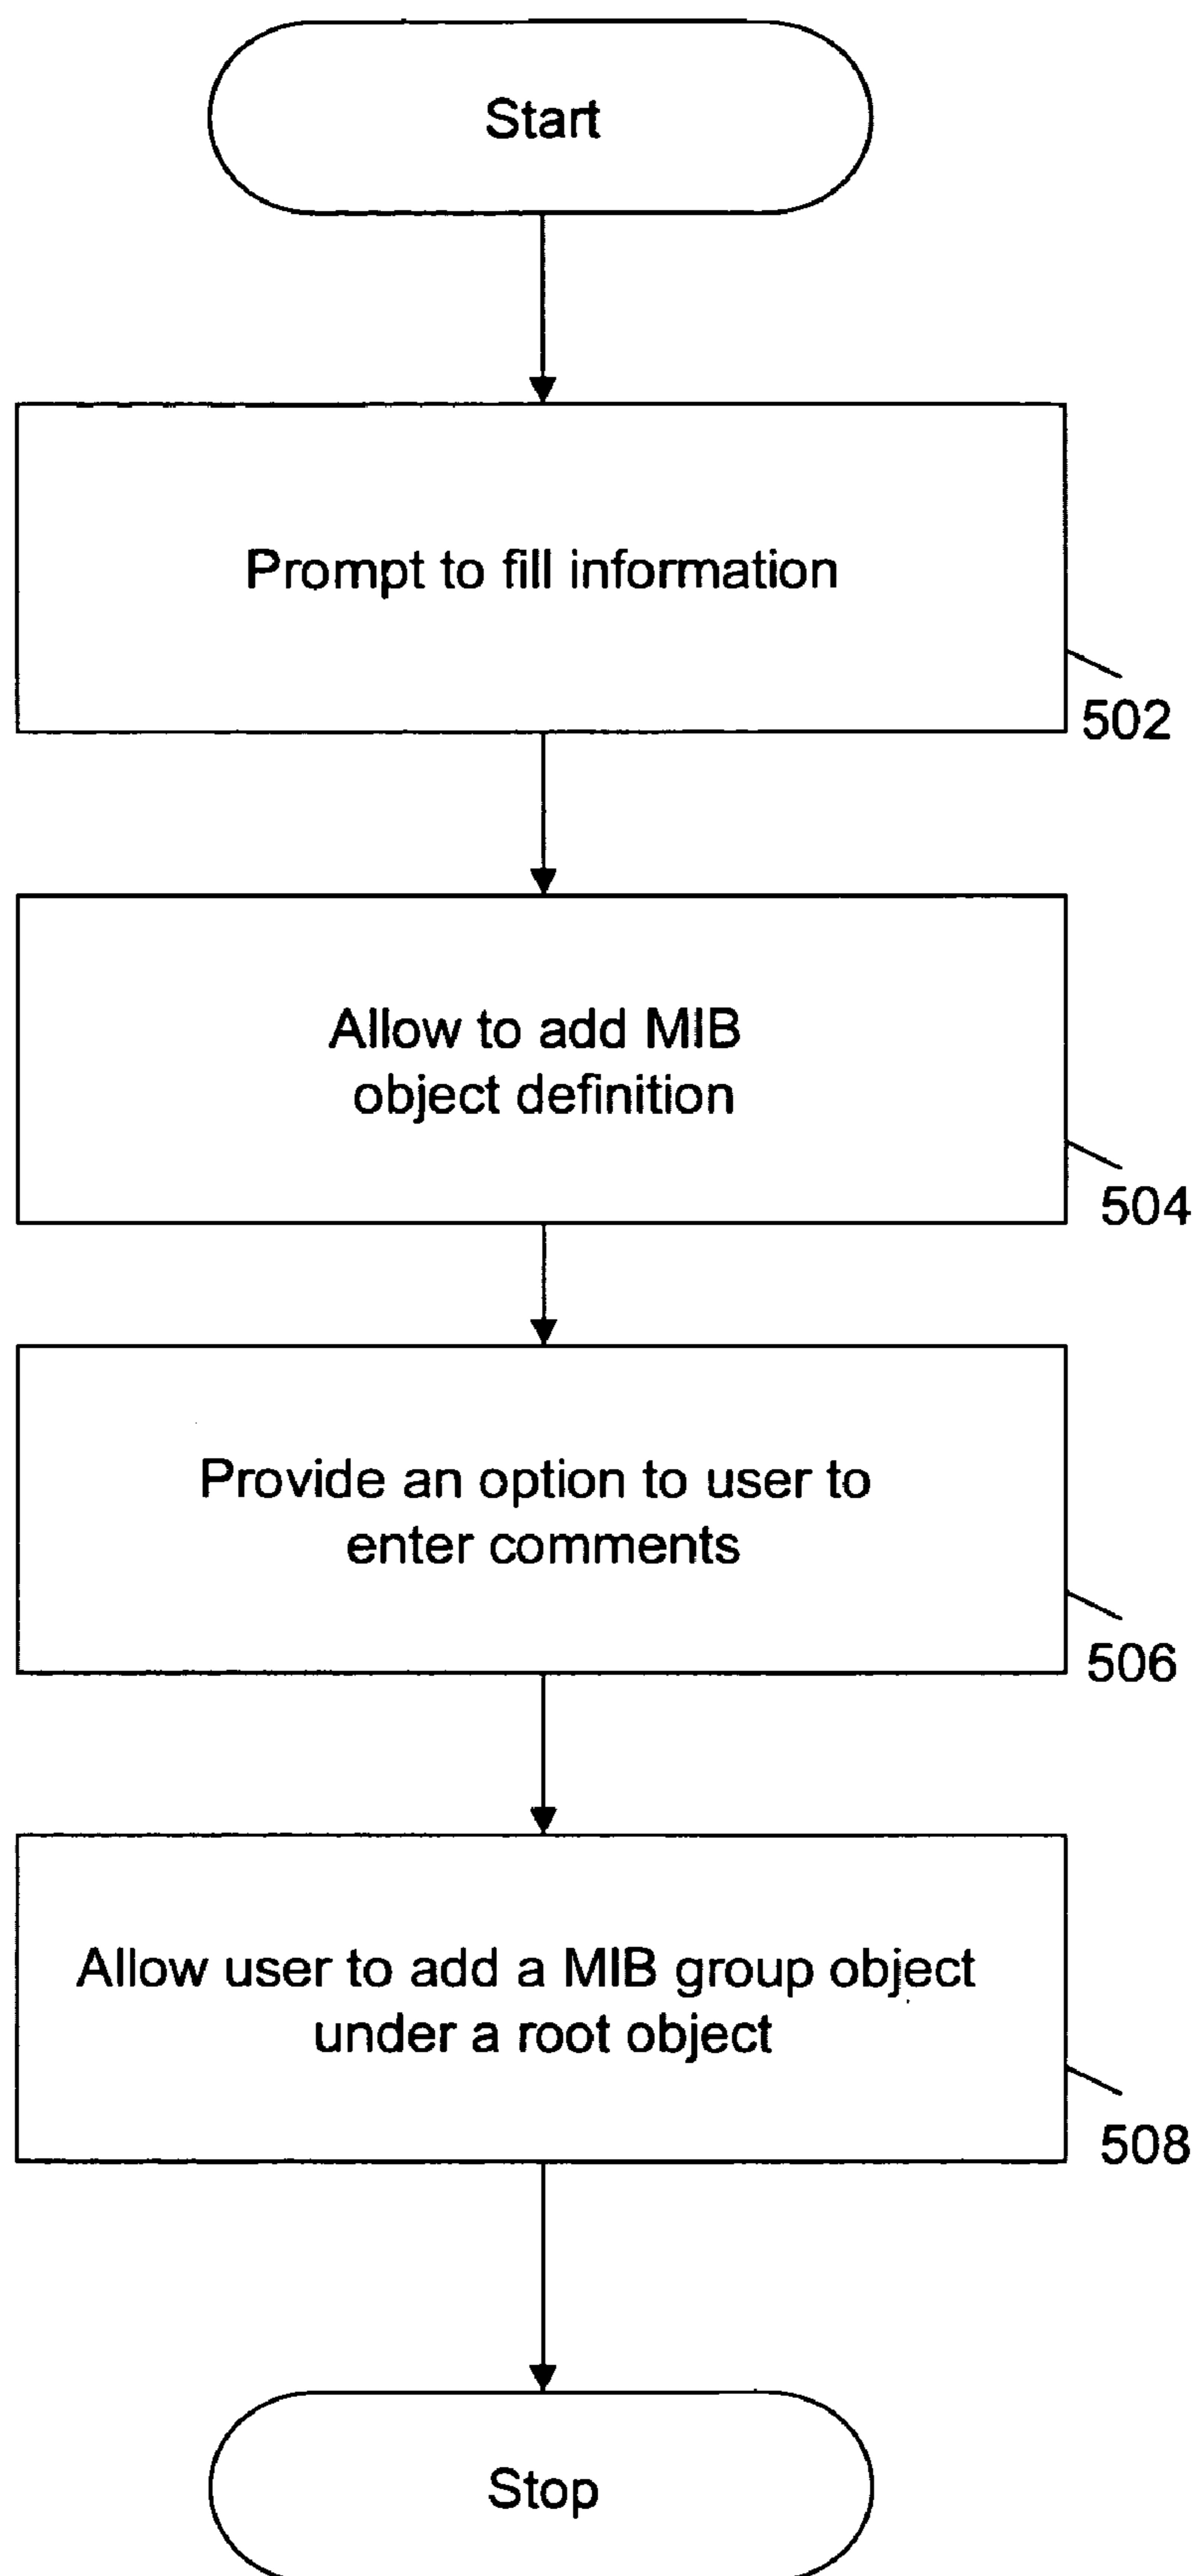 Start
Prompt to fill information
502
Allow to add MIB
object definition
504
Provide an option to user to
enter comments
506
Allow user to add a MIB group object
under a root object
508
Stop